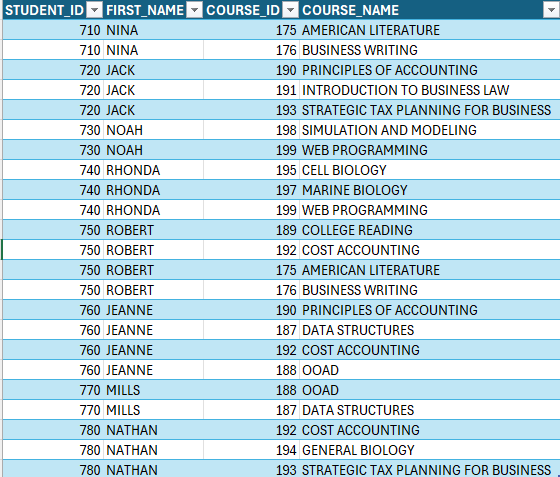 STUDENT_ID FIRST_NAME COURSE_ID COURSE_NAME
710 NINA 175 AMERICAN LITERATURE
710 NINA 176 BUSINESS WRITING
720 JACK 190 PRINCIPLES OF ACCOUNTING
720 JACK 191 INTRODUCTION TO BUSINESS LAW
720 JACK 193 STRATEGIC TAX PLANNING FOR BUSINESS
730 NOAH 198 SIMULATION AND MODELING
730 NOAH 199 WEB PROGRAMMING
740 RHONDA 195 CELL BIOLOGY
740 RHONDA 197 MARINE BIOLOGY
740 RHONDA 199 WEB PROGRAMMING
750 ROBERT 189 COLLEGE READING
750 ROBERT 192 COST ACCOUNTING
750 ROBERT 175 AMERICAN LITERATURE
750 ROBERT 176 BUSINESS WRITING
760 JEANNE 190 PRINCIPLES OF ACCOUNTING
760 JEANNE 187 DATA STRUCTURES
760 JEANNE 192 COST ACCOUNTING
760 JEANNE 188 OOAD
770 MILLS 188 OOAD
770 MILLS 187 DATA STRUCTURES
780 NATHAN 192 COST ACCOUNTING
780 NATHAN 194 GENERAL BIOLOGY
780 NATHAN 193 STRATEGIC TAX PLANNING FOR BUSINESS